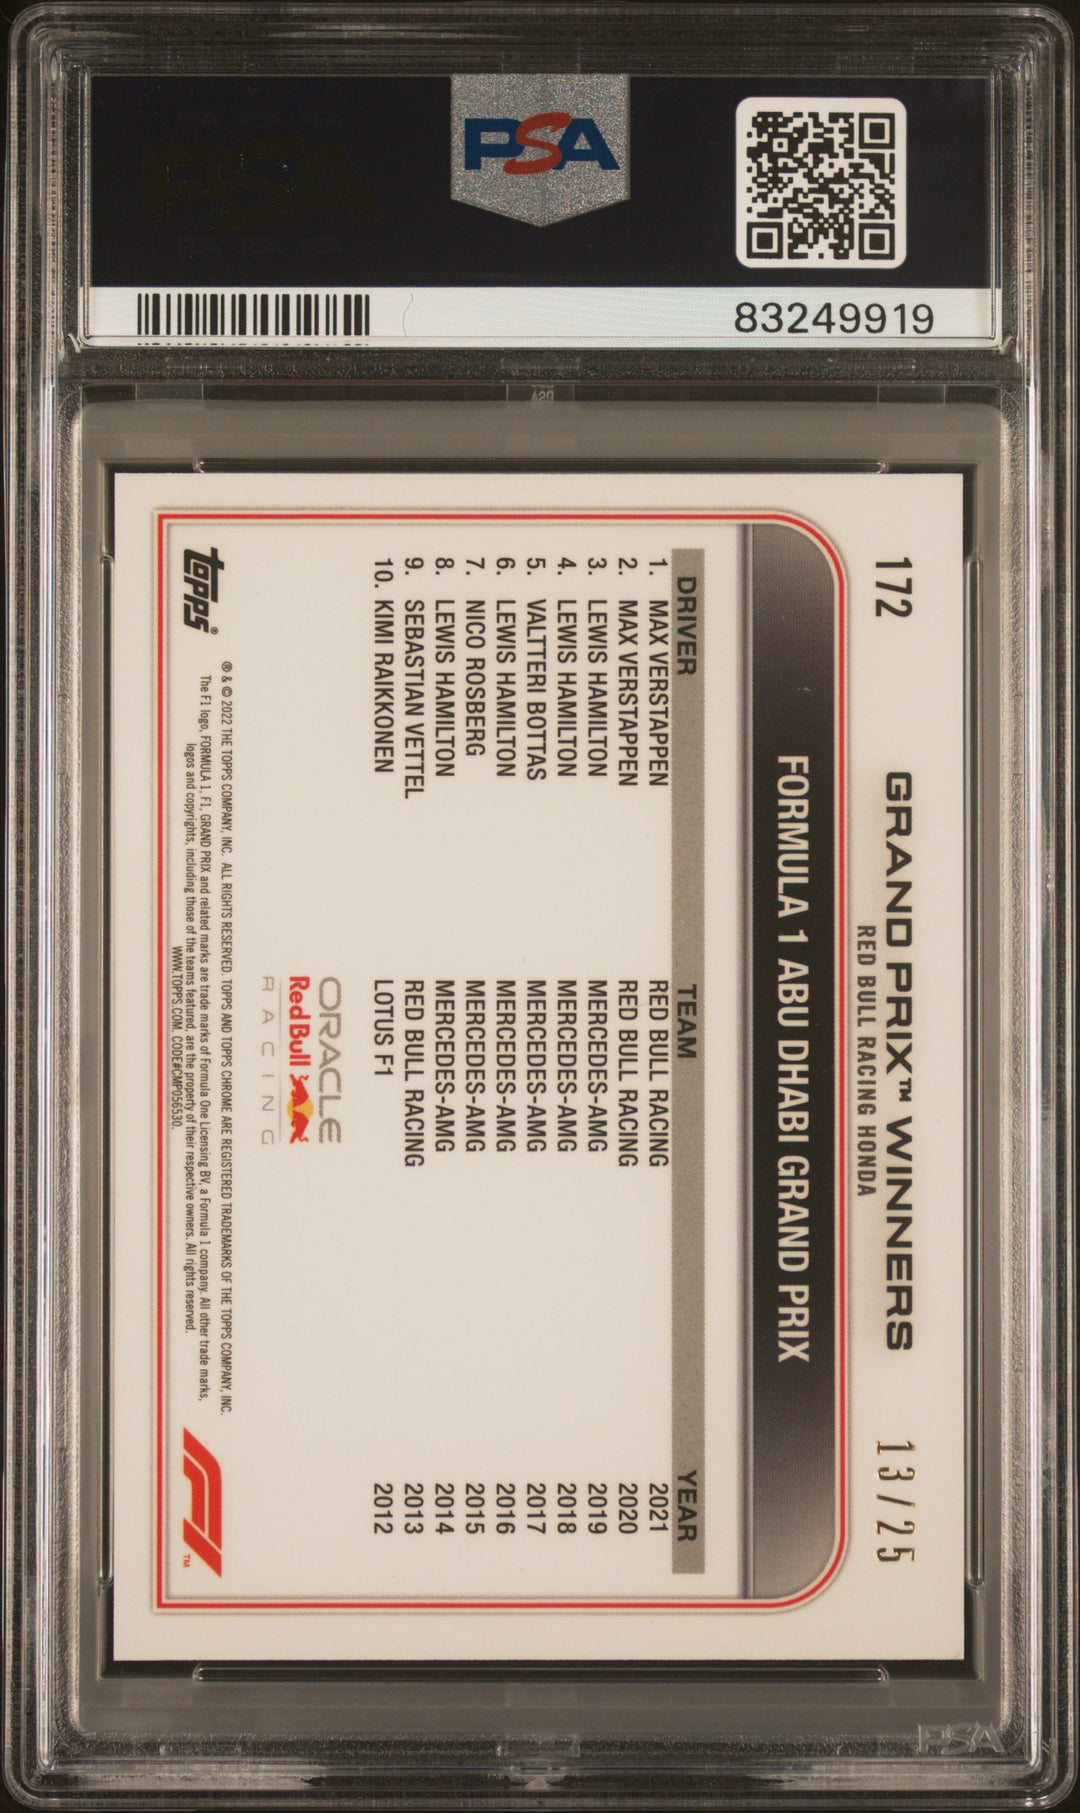 PSA
83249919
PSA
172
GRAND PRIX™ WINNERS
13/25
RED BULL RACING HONDA
FORMULA 1 ABU DHABI GRAND PRIX
DRIVER TEAM YEAR
1. MAX VERSTAPPEN RED BULL RACING 2021
2. MAX VERSTAPPEN RED BULL RACING 2020
3. LEWIS HAMILTON MERCEDES-AMG 2019
4. LEWIS HAMILTON MERCEDES-AMG 2018
5. VALTTERI BOTTAS MERCEDES-AMG 2017
6. LEWIS HAMILTON MERCEDES-AMG 2016
7. NICO ROSBERG MERCEDES-AMG 2015
8. LEWIS HAMILTON MERCEDES-AMG 2014
9. SEBASTIAN VETTEL RED BULL RACING 2013
10. KIMI RAIKKONEN LOTUS F1 2012
ORACLE
Red Bull
RACING
topps®
® & © 2022 THE TOPPS COMPANY, INC. ALL RIGHTS RESERVED. TOPPS AND TOPPS CHROME ARE REGISTERED TRADEMARKS OF THE TOPPS COMPANY, INC.
The F1 logo, FORMULA 1, F1, GRAND PRIX and related marks are trade marks of Formula One Licensing BV, a Formula 1 company. All other trade marks,
logos and copyrights, including those of the teams featured, are the property of their respective owners. All rights reserved.
WWW.TOPPS.COM. CODE#CMP056530.
F1™
PSA